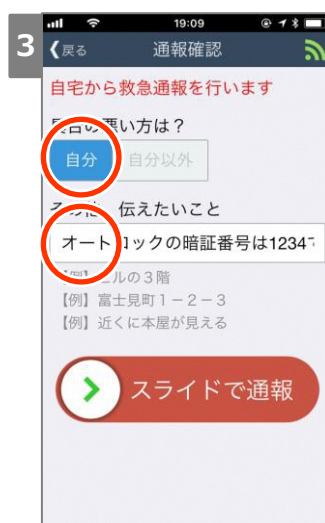 3
19:09
戻る
通報確認
自宅から救急通報を行います
具合の悪い方は？
自分
自分以外
その他、伝えたいこと
オートロックの暗証番号は1234で
【例】ビルの３階
【例】富士見町１－２－３
【例】近くに本屋が見える
スライドで通報